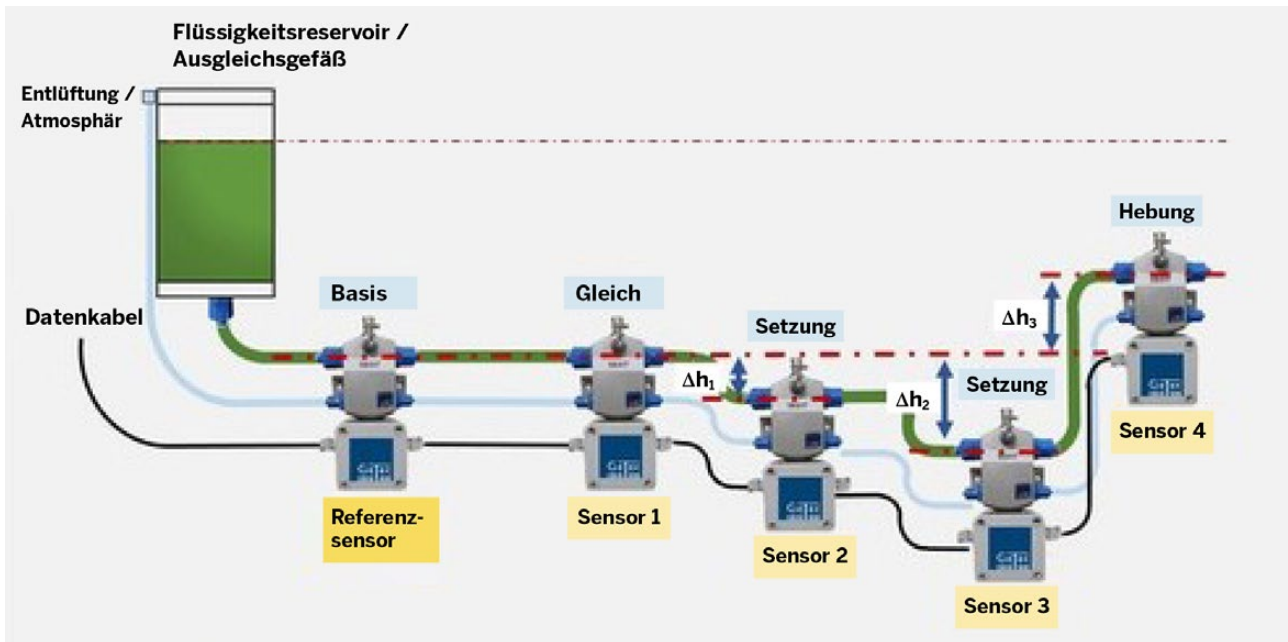 Flüssigkeitsreservoir /
Ausgleichsgefäß
Entlüftung /
Atmosphär
Hebung
Basis
Gleich
Datenkabel
Δh₃
Setzung
Δh₁
Setzung
Δh₂
Sensor 4
Referenz-
sensor
Sensor 1
Sensor 2
Sensor 3